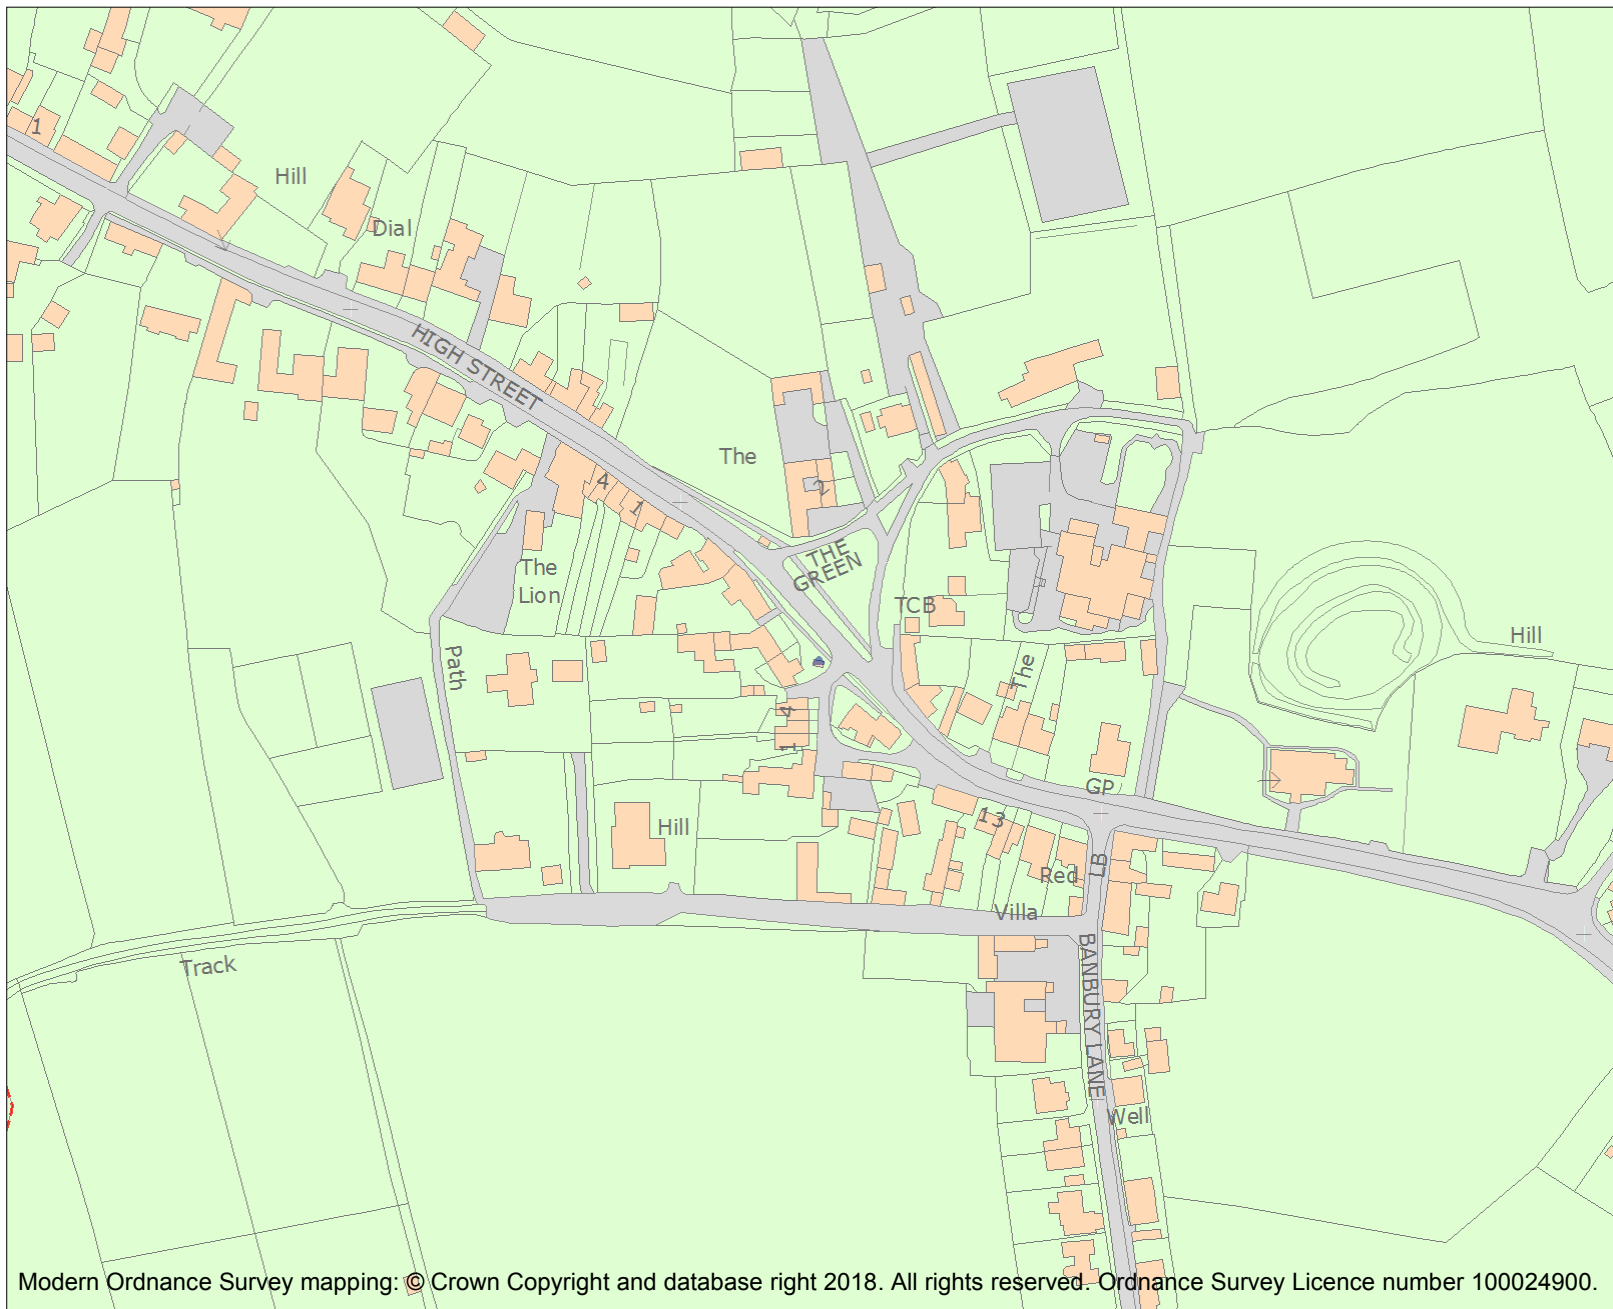 1
Hill
Dial
HIGH STREET
The
4
1
2
THE
GREEN
The
Lion
TCB
Hill
Path
The
4
1
GP
13
Hill
LB
Red
Villa
Track
BANBURY LANE
Well
Modern Ordnance Survey mapping: © Crown Copyright and database right 2018. All rights reserved. Ordnance Survey Licence number 100024900.